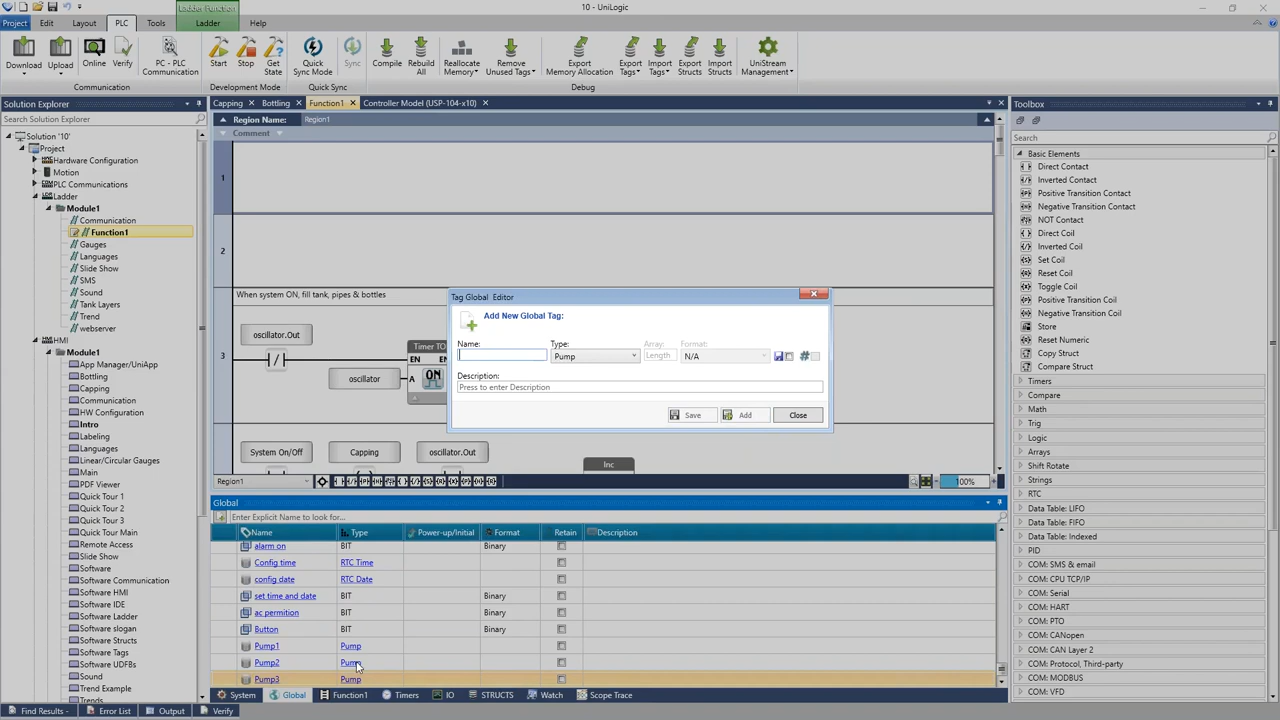 Ladder Function
10 - UniLogic
Project Edit Layout PLC Tools Ladder Help
Download Upload Online Verify PC - PLC Communication Start Stop Get State Quick Sync Mode Sync Compile Rebuild All Reallocate Memory Remove Unused Tags Export Memory Allocation Export Tags Import Tags Export Structs Import Structs UniStream Management
Communication Development Mode Quick Sync Debug
Solution Explorer
Search Solution Explorer
Solution '10'
Project
Hardware Configuration
Motion
PLC Communications
Ladder
Module1
Communication
Function1
Gauges
Languages
Slide Show
SMS
Sound
Tank Layers
Trend
webserver
HMI
Module1
App Manager/UniApp
Bottling
Capping
Communication
HW Configuration
Intro
Labeling
Languages
Linear/Circular Gauges
Main
PDF Viewer
Quick Tour 1
Quick Tour 2
Quick Tour 3
Quick Tour Main
Remote Access
Slide Show
Software
Software Communication
Software HMI
Software IDE
Software Ladder
Software slogan
Software Structs
Software Tags
Software UDFBs
Sound
Trend Example
Trends
Capping Bottling Function1 Controller Model (USP-104-x10)
Region Name: Region1
Comment
1
2
When system ON, fill tank, pipes & bottles
oscillator.Out
3
Timer TO
EN
oscillator A
System On/Off Capping oscillator.Out
Inc
Tag Global Editor
Add New Global Tag:
Name: Type: Array: Format:
Pump Length N/A
Description:
Press to enter Description
Save Add Close
Region1 100%
Global
Enter Explicit Name to look for...
Name Type Power-up/Initial Format Retain Description
alarm on BIT Binary
Config time RTC Time
config date RTC Date
set time and date BIT Binary
ac permition BIT Binary
Button BIT Binary
Pump1 Pump
Pump2 Pump
Pump3 Pump
System Global Function1 Timers IO STRUCTS Watch Scope Trace
Find Results - Error List Output Verify
Toolbox
Search
Basic Elements
Direct Contact
Inverted Contact
Positive Transition Contact
Negative Transition Contact
NOT Contact
Direct Coil
Inverted Coil
Set Coil
Reset Coil
Toggle Coil
Positive Transition Coil
Negative Transition Coil
Store
Reset Numeric
Copy Struct
Compare Struct
Timers
Compare
Math
Trig
Logic
Arrays
Shift Rotate
Strings
RTC
Data Table: LIFO
Data Table: FIFO
Data Table: Indexed
PID
COM: SMS & email
COM: CPU TCP/IP
COM: Serial
COM: HART
COM: PTO
COM: CANopen
COM: CAN Layer 2
COM: Protocol, Third-party
COM: MODBUS
COM: VFD